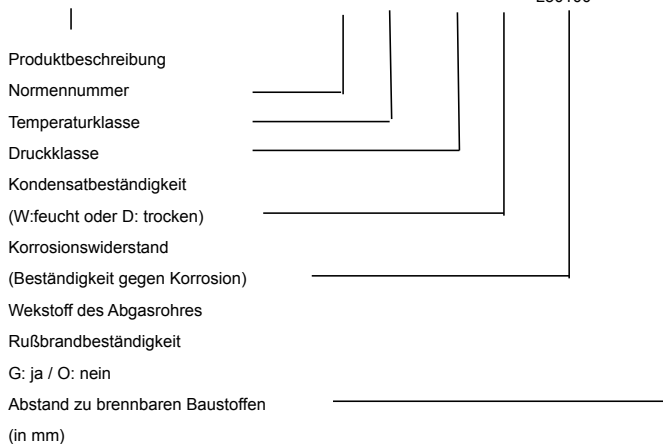 Produktbeschreibung
Normennummer
Temperaturklasse
Druckklasse
Kondensatbeständigkeit
(W:feucht oder D: trocken)
Korrosionswiderstand
(Beständigkeit gegen Korrosion)
Wekstoff des Abgasrohres
Rußbrandbeständigkeit
G: ja / O: nein
Abstand zu brennbaren Baustoffen
(in mm)